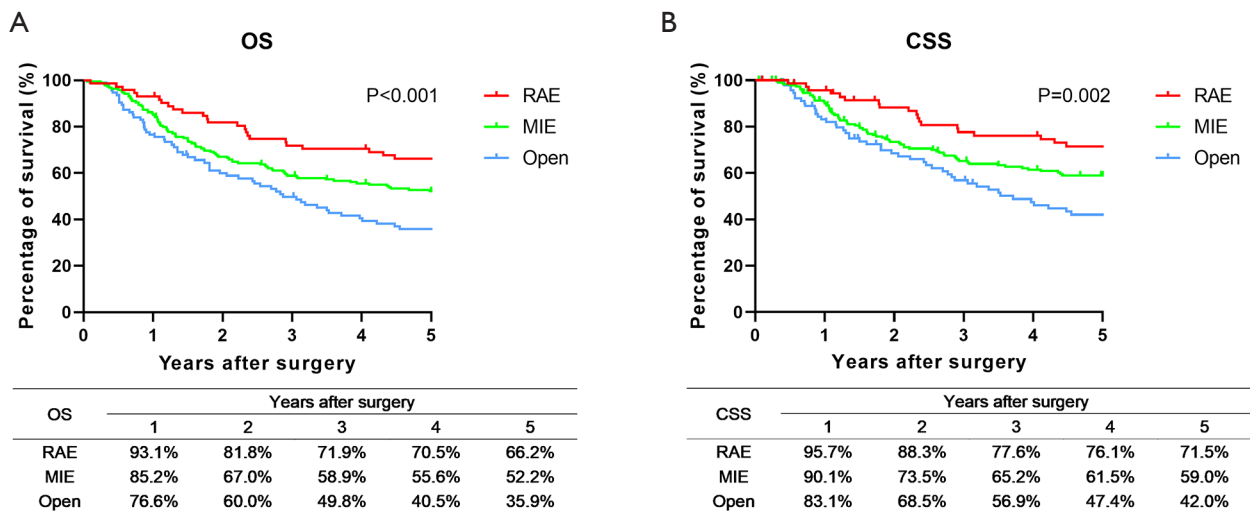 A
OS
Percentage of survival (%)
100
80
60
40
20
0
0 1 2 3 4 5
Years after surgery
P<0.001
RAE
MIE
Open
OS Years after surgery
1 2 3 4 5
RAE 93.1% 81.8% 71.9% 70.5% 66.2%
MIE 85.2% 67.0% 58.9% 55.6% 52.2%
Open 76.6% 60.0% 49.8% 40.5% 35.9%
B
CSS
Percentage of survival (%)
100
80
60
40
20
0
0 1 2 3 4 5
Years after surgery
P=0.002
RAE
MIE
Open
CSS Years after surgery
1 2 3 4 5
RAE 95.7% 88.3% 77.6% 76.1% 71.5%
MIE 90.1% 73.5% 65.2% 61.5% 59.0%
Open 83.1% 68.5% 56.9% 47.4% 42.0%